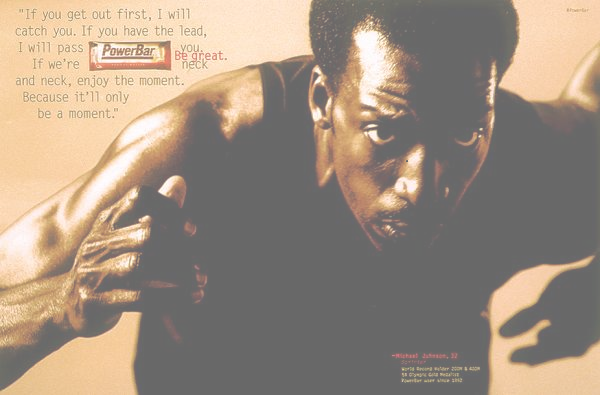 "If you get out first, I will
catch you. If you have the lead,
I will pass PowerBar you.
Be great.
If we're neck
and neck, enjoy the moment.
Because it'll only
be a moment."
—Michael Johnson, 32
World Record Holder 200M & 400M
5X Olympic Gold Medalist
PowerBar user since 1992